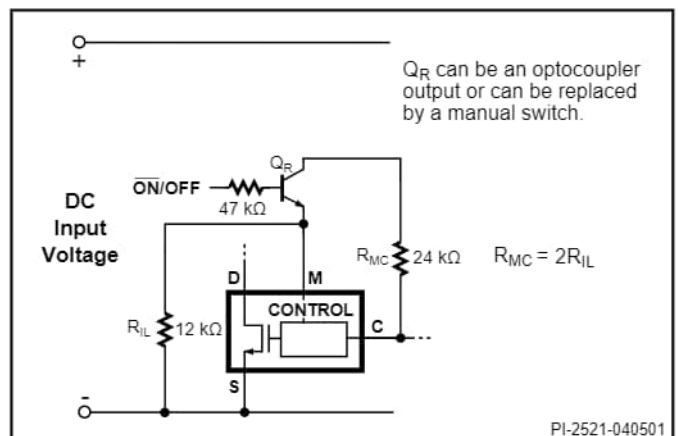 +
Q_R can be an optocoupler
output or can be replaced
by a manual switch.
Q_R
O̅N̅/OFF
47 kΩ
DC
Input
Voltage
R_MC
24 kΩ
R_MC = 2R_IL
D
M
CONTROL
R_IL
12 kΩ
C
S
-
PI-2521-040501